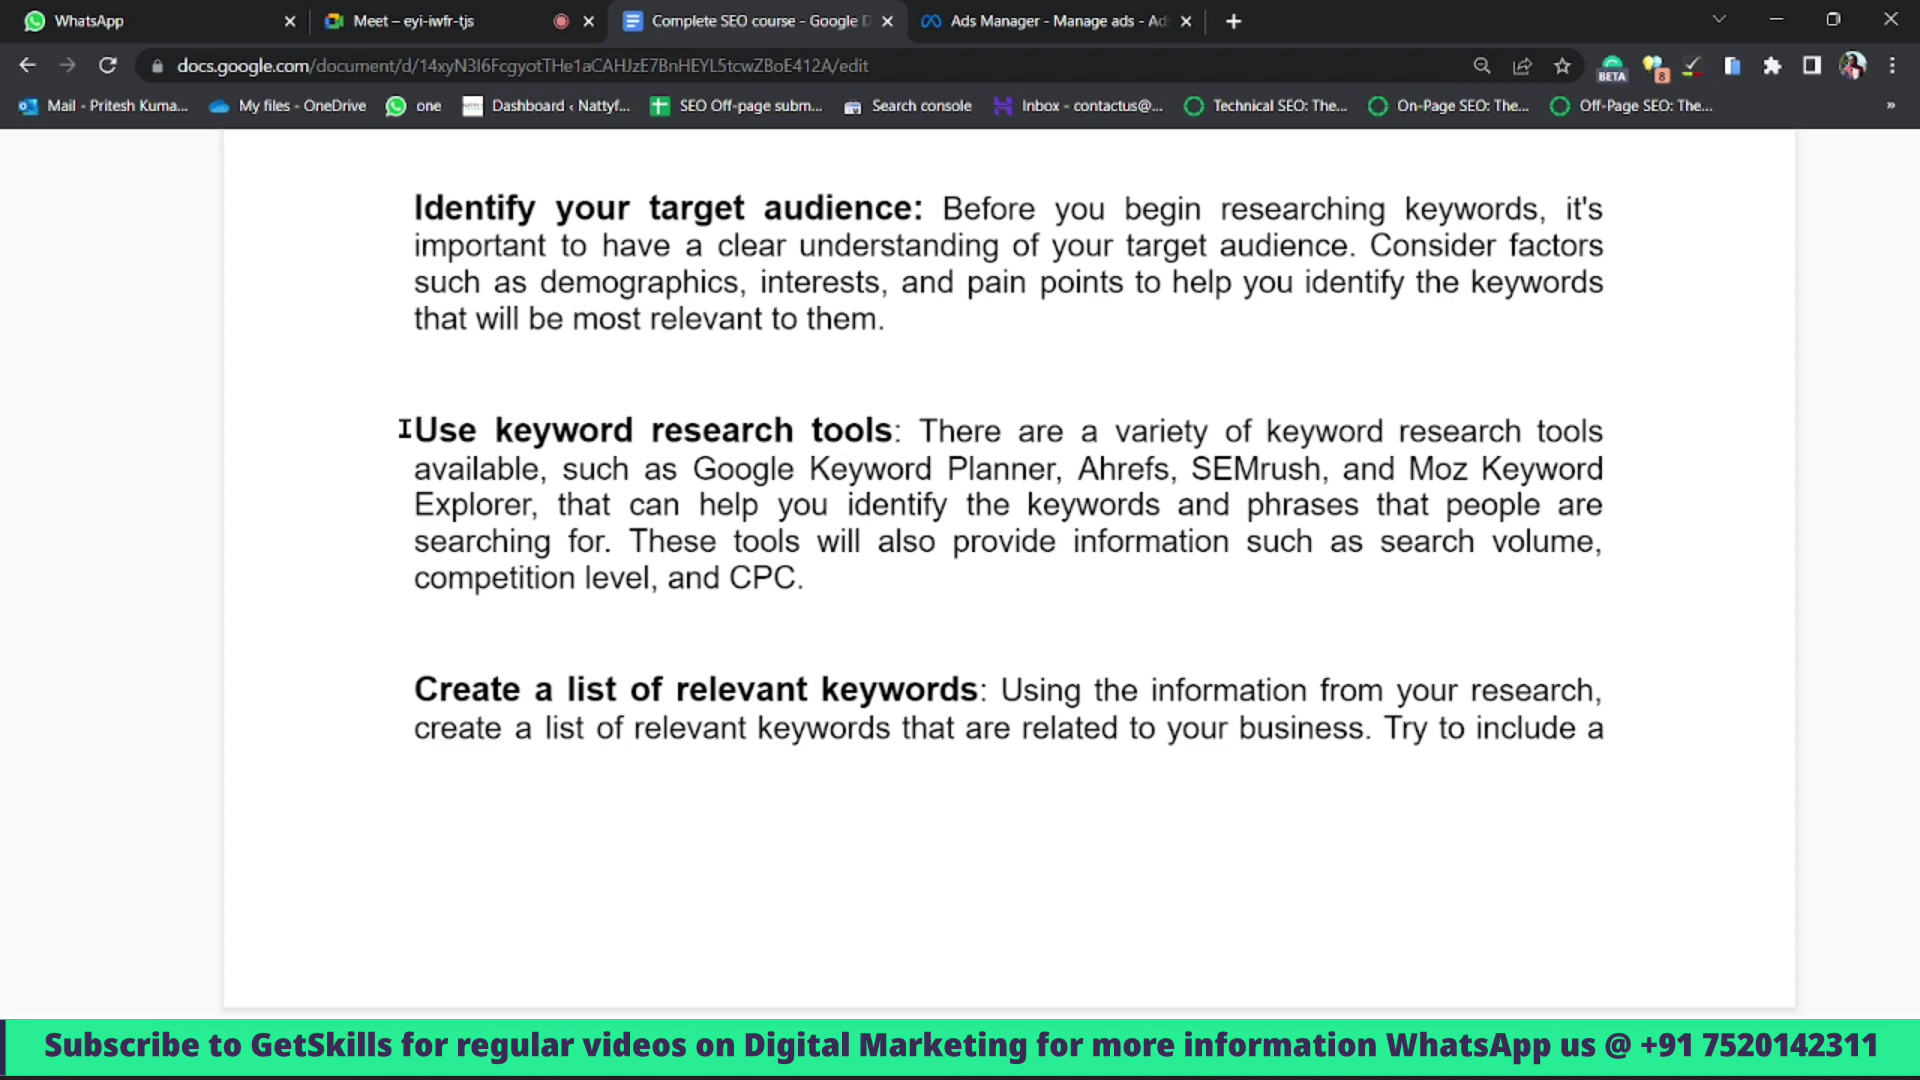 WhatsApp
Meet – eyi-iwfr-tjs
Complete SEO course - Google D
Ads Manager - Manage ads - Ad
docs.google.com/document/d/14xyN3I6FcgyotTHe1aCAHJzE7BnHEYL5tcwZBoE412A/edit
BETA
8
Mail - Pritesh Kuma...
My files - OneDrive
one
Dashboard ‹ Nattyf...
SEO Off-page subm...
Search console
Inbox - contactus@...
Technical SEO: The...
On-Page SEO: The...
Off-Page SEO: The...
»
Identify your target audience: Before you begin researching keywords, it's
important to have a clear understanding of your target audience. Consider factors
such as demographics, interests, and pain points to help you identify the keywords
that will be most relevant to them.
Use keyword research tools: There are a variety of keyword research tools
available, such as Google Keyword Planner, Ahrefs, SEMrush, and Moz Keyword
Explorer, that can help you identify the keywords and phrases that people are
searching for. These tools will also provide information such as search volume,
competition level, and CPC.
Create a list of relevant keywords: Using the information from your research,
create a list of relevant keywords that are related to your business. Try to include a
Subscribe to GetSkills for regular videos on Digital Marketing for more information WhatsApp us @ +91 7520142311